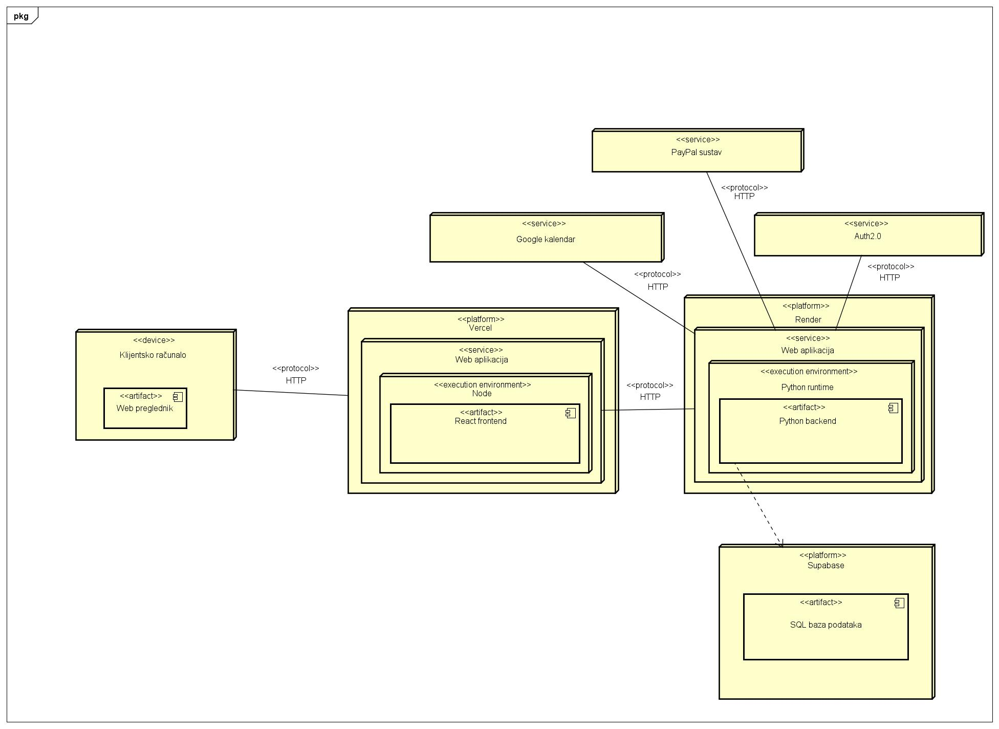 pkg
<<service>>
PayPal sustav
<<protocol>>
HTTP
<<service>>
Google kalendar
<<service>>
Auth2.0
<<protocol>>
HTTP
<<protocol>>
HTTP
<<device>>
Klijentsko računalo
<<artifact>>
Web preglednik
<<protocol>>
HTTP
<<platform>>
Vercel
<<service>>
Web aplikacija
<<execution environment>>
Node
<<artifact>>
React frontend
<<protocol>>
HTTP
<<platform>>
Render
<<service>>
Web aplikacija
<<execution environment>>
Python runtime
<<artifact>>
Python backend
<<platform>>
Supabase
<<artifact>>
SQL baza podataka